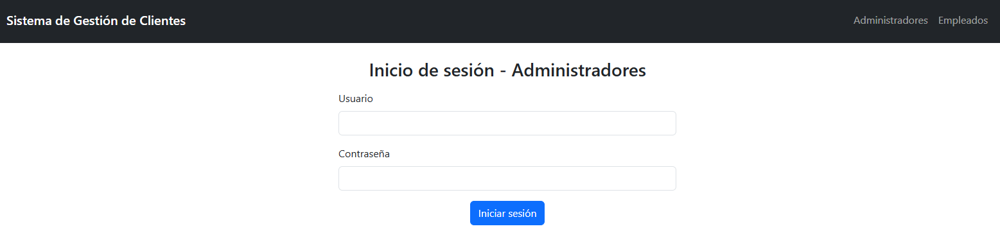 Sistema de Gestión de Clientes
Administradores Empleados
Inicio de sesión - Administradores
Usuario
Contraseña
Iniciar sesión